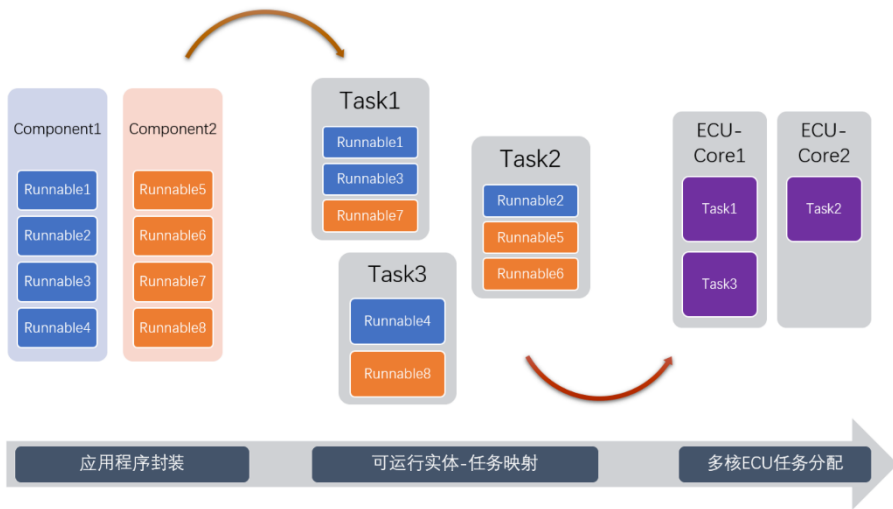 Component1
Runnable1
Runnable2
Runnable3
Runnable4
Component2
Runnable5
Runnable6
Runnable7
Runnable8
Task1
Runnable1
Runnable3
Runnable7
Task2
Runnable2
Runnable5
Runnable6
Task3
Runnable4
Runnable8
ECU-
Core1
Task1
Task3
ECU-
Core2
Task2
应用程序封装
可运行实体-任务映射
多核ECU任务分配